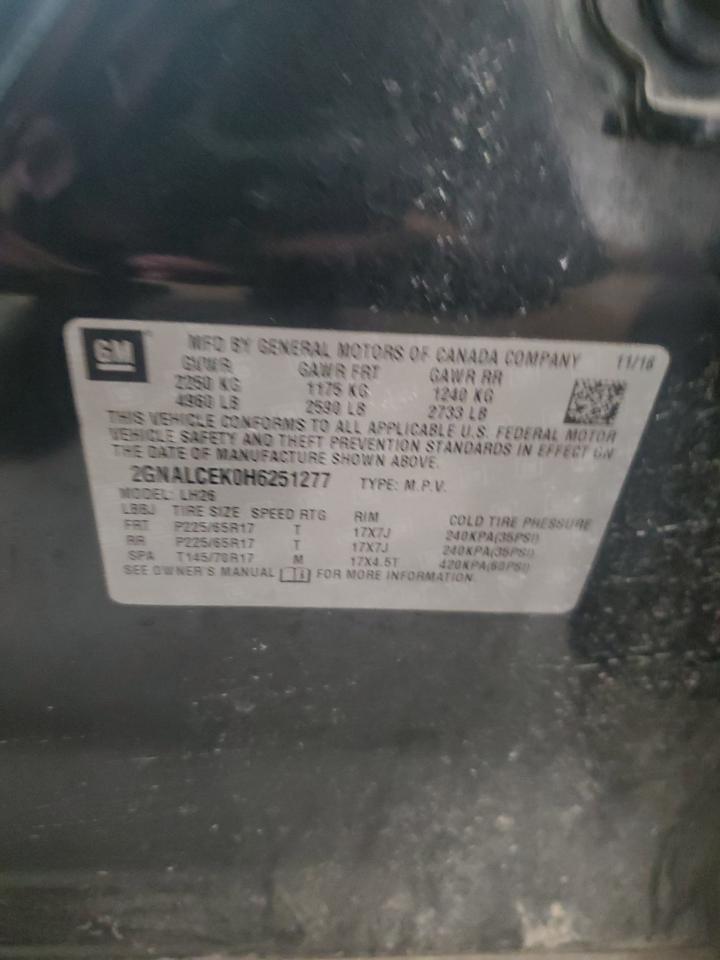 GM
MFD BY GENERAL MOTORS OF CANADA COMPANY 11/16
GVWR GAWR FRT GAWR RR
2250 KG 1175 KG 1240 KG
4960 LB 2590 LB 2733 LB
THIS VEHICLE CONFORMS TO ALL APPLICABLE U.S. FEDERAL MOTOR
VEHICLE SAFETY AND THEFT PREVENTION STANDARDS IN EFFECT ON
THE DATE OF MANUFACTURE SHOWN ABOVE.
2GNALCEK0H6251277 TYPE: M.P.V.
MODEL: LH26
LBBJ TIRE SIZE SPEED RTG RIM COLD TIRE PRESSURE
FRT P225/65R17 T 17X7J 240KPA(35PSI)
RR P225/65R17 T 17X7J 240KPA(35PSI)
SPA T145/70R17 M 17X4.5T 420KPA(60PSI)
SEE OWNER'S MANUAL FOR MORE INFORMATION